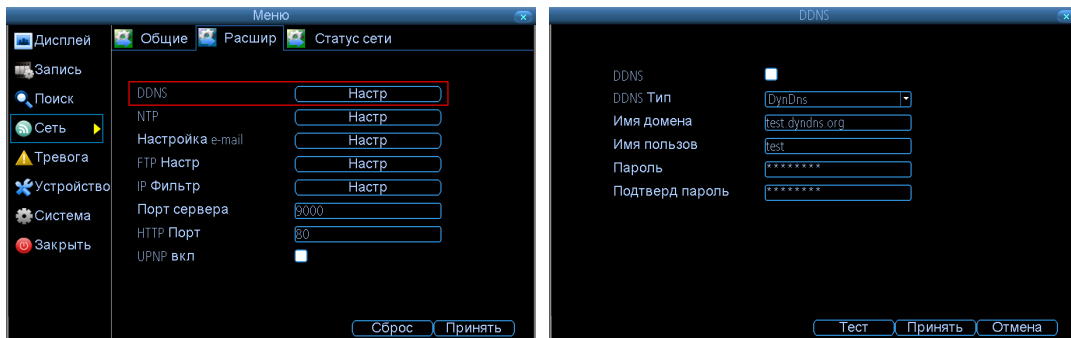 Меню
Дисплей
Запись
Поиск
Сеть
Тревога
Устройство
Система
Закрыть
Общие Расшир Статус сети
DDNS Настр
NTP Настр
Настройка e-mail Настр
FTP Настр Настр
IP Фильтр Настр
Порт сервера 9000
HTTP Порт 80
UPNP вкл
Сброс Принять
DDNS
DDNS
DDNS Тип DynDns
Имя домена test dyndns org
Имя пользов test
Пароль ********
Подтверд пароль ********
Тест Принять Отмена